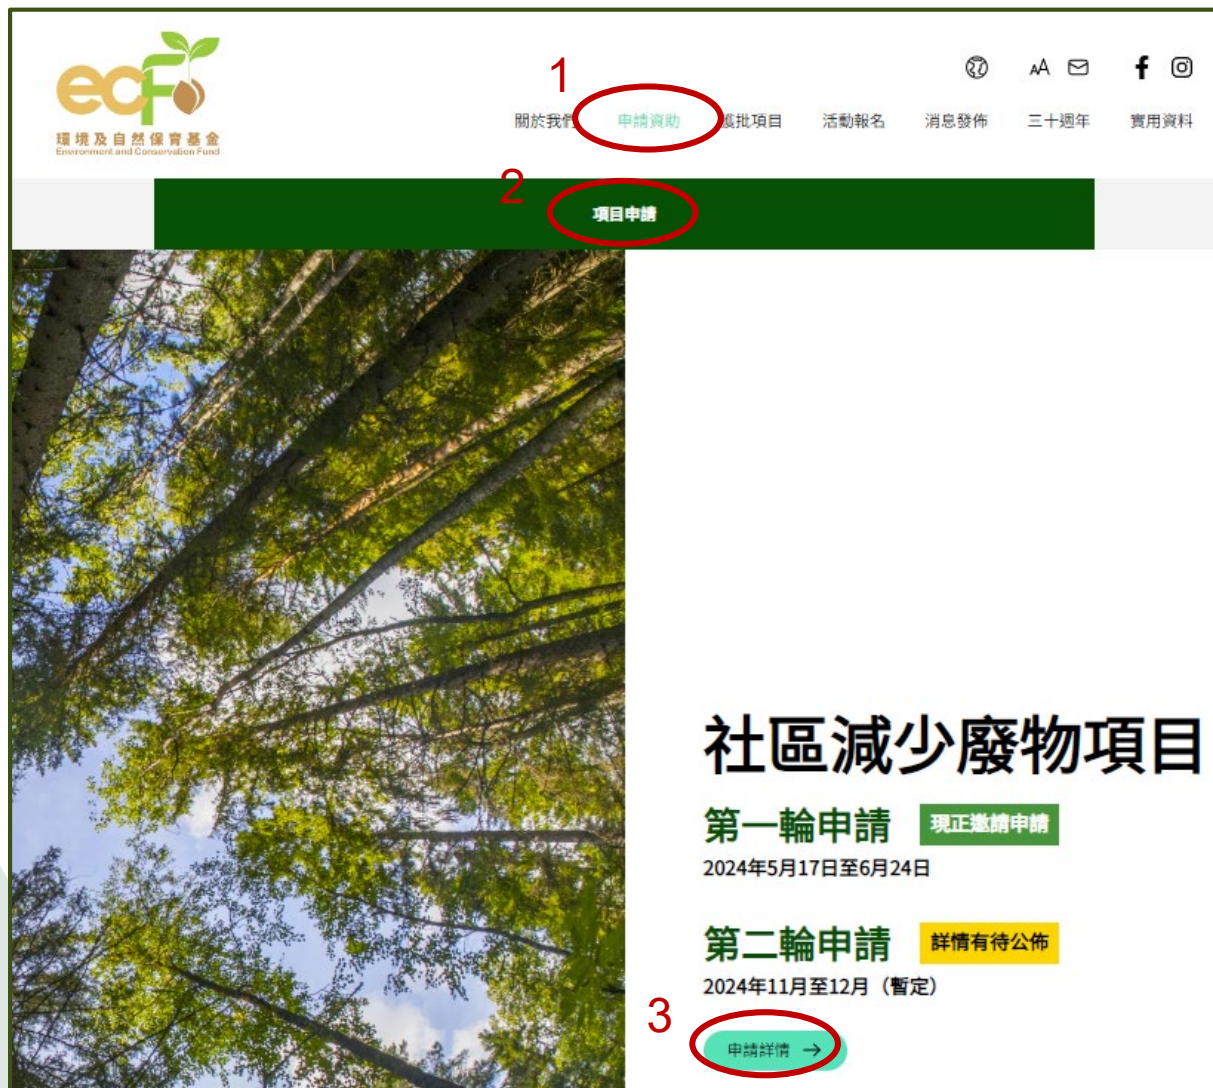 ecf
環境及自然保育基金
Environment and Conservation Fund
1
AA
關於我們 申請資助 獲批項目 活動報名 消息發佈 三十週年 實用資料
2
項目申請
社區減少廢物項目
第一輪申請 現正邀請申請
2024年5月17日至6月24日
第二輪申請 詳情有待公佈
2024年11月至12月（暫定）
3
申請詳情 →